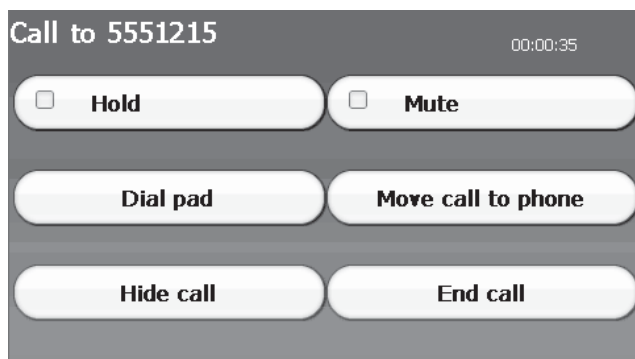 Call to 5551215
00:00:35
Hold
Mute
Dial pad
Move call to phone
Hide call
End call